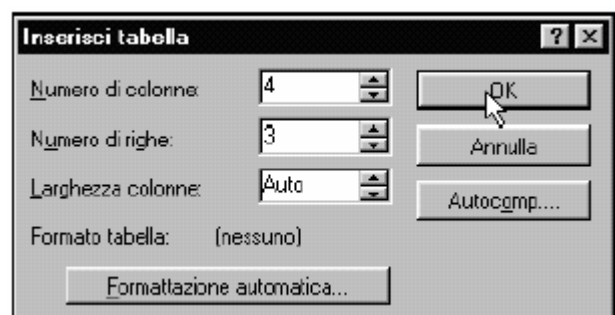 Inserisci tabella
Numero di colonne: 4 OK
Numero di righe: 3 Annulla
Larghezza colonne: Auto Autocomp....
Formato tabella: (nessuno)
Formattazione automatica...